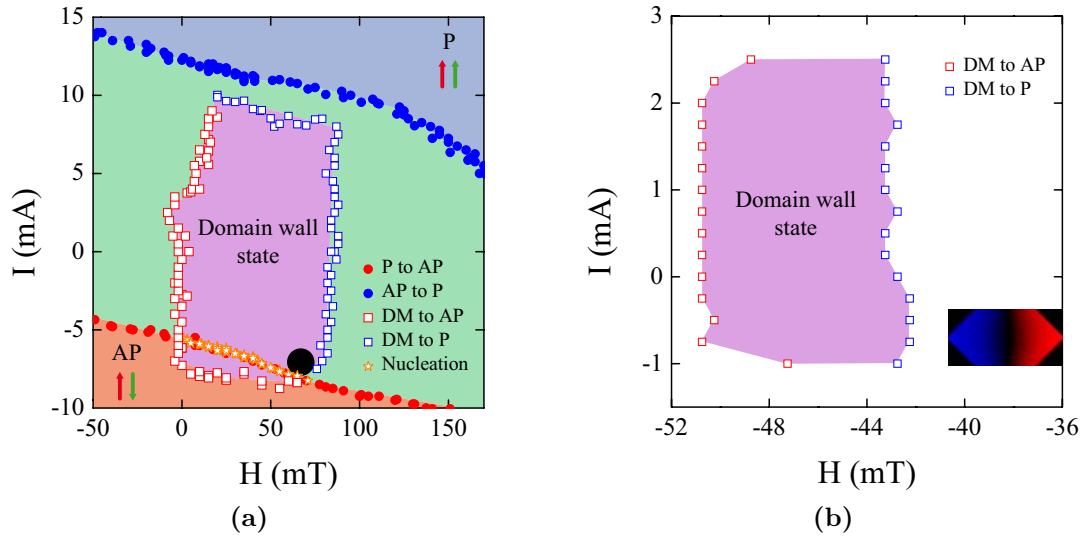 15
10
5
0
-5
-10
I (mA)
-50
0
50
100
150
H (mT)
P
AP
Domain wall
state
P to AP
AP to P
DM to AP
DM to P
Nucleation
(a)
3
2
1
0
-1
I (mA)
-52
-48
-44
-40
-36
H (mT)
Domain wall
state
DM to AP
DM to P
(b)